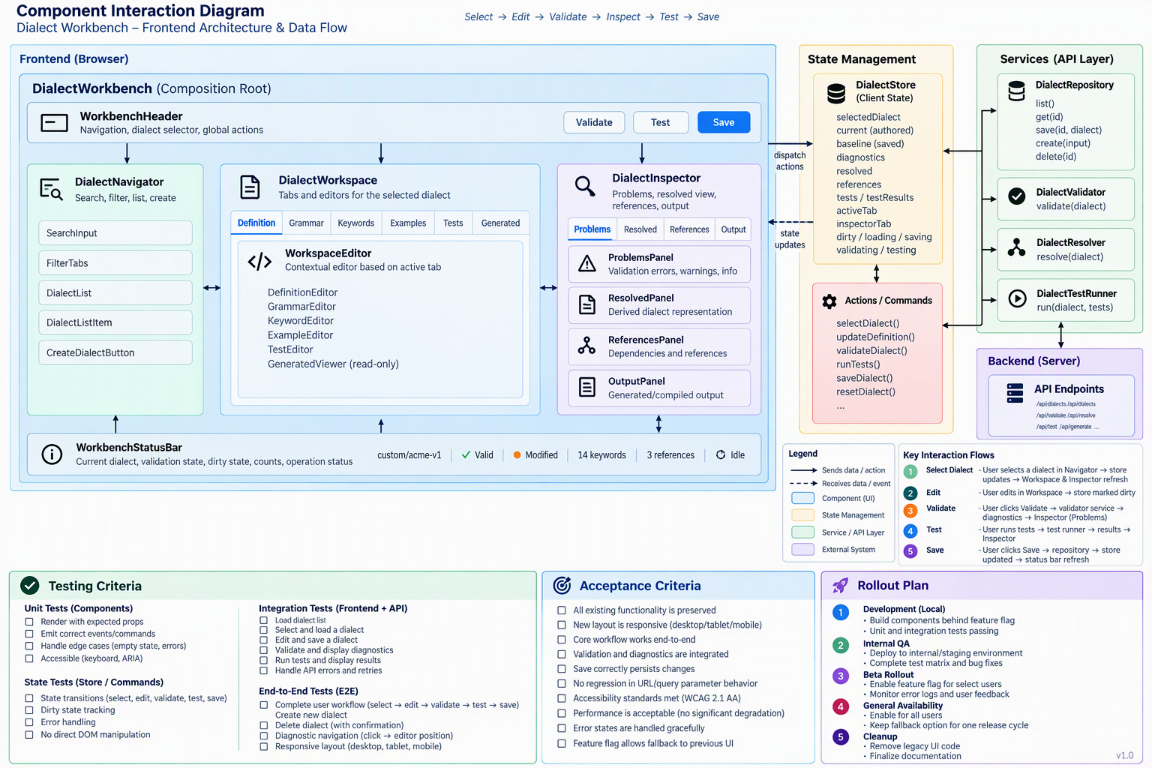 Component Interaction Diagram
Dialect Workbench – Frontend Architecture & Data Flow
Select → Edit → Validate → Inspect → Test → Save
Frontend (Browser)
DialectWorkbench (Composition Root)
WorkbenchHeader
Navigation, dialect selector, global actions
Validate
Test
Save
DialectNavigator
Search, filter, list, create
SearchInput
FilterTabs
DialectList
DialectListItem
CreateDialectButton
DialectWorkspace
Tabs and editors for the selected dialect
Definition
Grammar
Keywords
Examples
Tests
Generated
WorkspaceEditor
Contextual editor based on active tab
DefinitionEditor
GrammarEditor
KeywordEditor
ExampleEditor
TestEditor
GeneratedViewer (read-only)
DialectInspector
Problems, resolved view,
references, output
Problems
Resolved
References
Output
ProblemsPanel
Validation errors, warnings, info
ResolvedPanel
Derived dialect representation
ReferencesPanel
Dependencies and references
OutputPanel
Generated/compiled output
WorkbenchStatusBar
Current dialect, validation state, dirty state, counts, operation status
custom/acme-v1
Valid
Modified
14 keywords
3 references
Idle
dispatch
actions
state
updates
State Management
DialectStore
(Client State)
selectedDialect
current (authored)
baseline (saved)
diagnostics
resolved
references
tests / testResults
activeTab
inspectorTab
dirty / loading / saving
validating / testing
Actions / Commands
selectDialect()
updateDefinition()
validateDialect()
runTests()
saveDialect()
resetDialect()
...
Services (API Layer)
DialectRepository
list()
get(id)
save(id, dialect)
create(input)
delete(id)
DialectValidator
validate(dialect)
DialectResolver
resolve(dialect)
DialectTestRunner
run(dialect, tests)
Backend (Server)
API Endpoints
/api/test /api/generate ...
Legend
Sends data / action
Receives data / event
Component (UI)
State Management
Service / API Layer
External System
Key Interaction Flows
1 Select Dialect - User selects a dialect in Navigator → store
updates → Workspace & Inspector refresh
2 Edit - User edits in Workspace → store marked dirty
3 Validate - User clicks Validate → validator service →
diagnostics → Inspector (Problems)
4 Test - User runs tests → test runner → results →
Inspector
5 Save - User clicks Save → repository → store
updated → status bar refresh
Testing Criteria
Unit Tests (Components)
Render with expected props
Emit correct events/commands
Handle edge cases (empty state, errors)
Accessible (keyboard, ARIA)
State Tests (Store / Commands)
State transitions (select, edit, validate, test, save)
Dirty state tracking
Error handling
No direct DOM manipulation
Integration Tests (Frontend + API)
Load dialect list
Select and load a dialect
Edit and save a dialect
Validate and display diagnostics
Run tests and display results
Handle API errors and retries
End-to-End Tests (E2E)
Complete user workflow (select → edit → validate → test → save)
Create new dialect
Delete dialect (with confirmation)
Diagnostic navigation (click → editor position)
Responsive layout (desktop, tablet, mobile)
Acceptance Criteria
All existing functionality is preserved
New layout is responsive (desktop/tablet/mobile)
Core workflow works end-to-end
Validation and diagnostics are integrated
Save correctly persists changes
No regression in URL/query parameter behavior
Accessibility standards met (WCAG 2.1 AA)
Performance is acceptable (no significant degradation)
Error states are handled gracefully
Feature flag allows fallback to previous UI
Rollout Plan
1 Development (Local)
• Build components behind feature flag
• Unit and integration tests passing
2 Internal QA
• Deploy to internal/staging environment
• Complete test matrix and bug fixes
3 Beta Rollout
• Enable feature flag for select users
• Monitor error logs and user feedback
4 General Availability
• Enable for all users
• Keep fallback option for one release cycle
5 Cleanup
• Remove legacy UI code
• Finalize documentation
v1.0